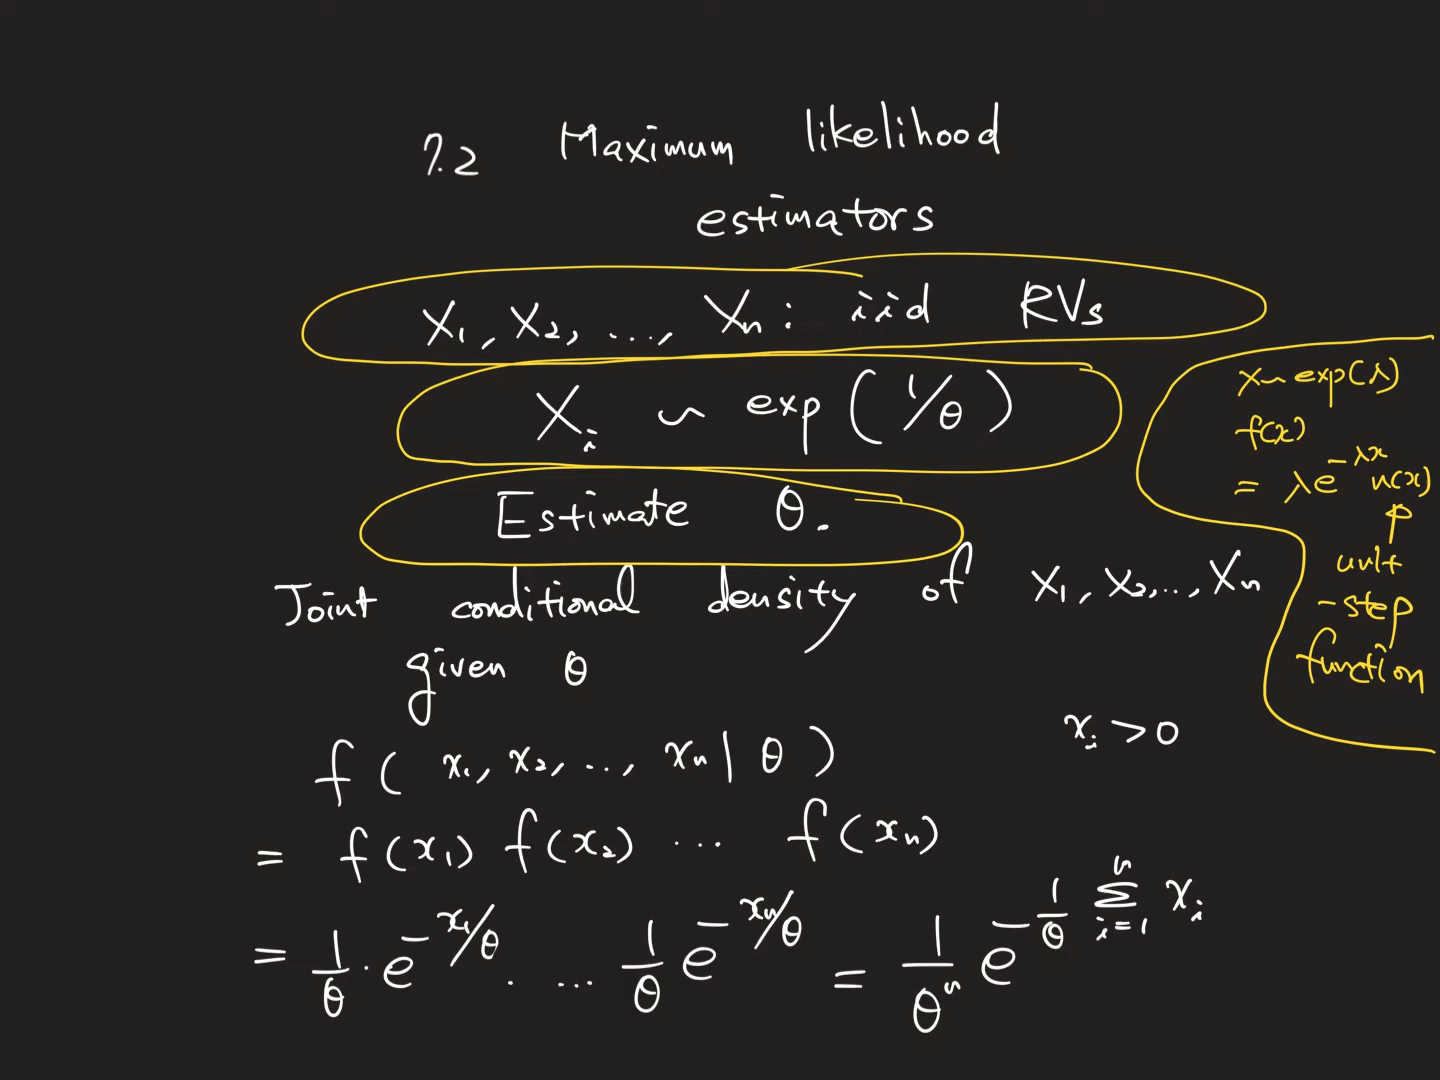 7.2 Maximum likelihood
estimators
X₁, X₂, ..., Xₙ : iid RVs
Xᵢ ~ exp(1/θ)
Estimate θ.
Joint conditional density of X₁, X₂, .., Xₙ
given θ
xᵢ > 0
f( x₁, x₂, .., xₙ | θ )
= f(x₁) f(x₂) ... f(xₙ)
= 1/θ · e^(-x₁/θ) . ... 1/θ e^(-xₙ/θ) = 1/θⁿ e^(-1/θ Σ_{i=1}^{n} xᵢ)
X~exp(λ)
f(x)
= λe^(-λx) u(x)
unit
-step
function